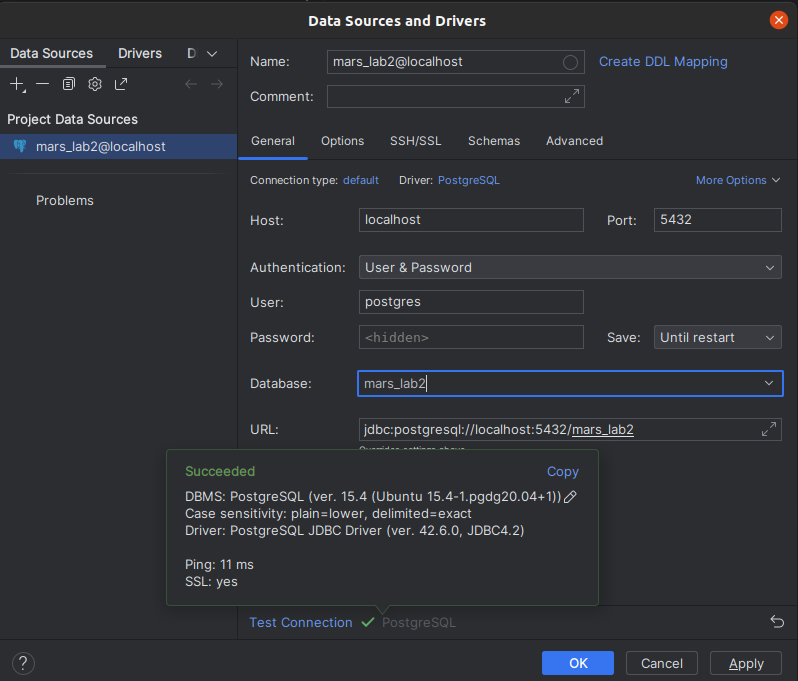 Data Sources and Drivers
Data Sources Drivers D
Project Data Sources
mars_lab2@localhost
Problems
Name: mars_lab2@localhost Create DDL Mapping
Comment:
General Options SSH/SSL Schemas Advanced
Connection type: default Driver: PostgreSQL More Options
Host: localhost Port: 5432
Authentication: User & Password
User: postgres
Password: <hidden> Save: Until restart
Database: mars_lab2
URL: jdbc:postgresql://localhost:5432/mars_lab2
Overrides settings above
Succeeded Copy
DBMS: PostgreSQL (ver. 15.4 (Ubuntu 15.4-1.pgdg20.04+1))
Case sensitivity: plain=lower, delimited=exact
Driver: PostgreSQL JDBC Driver (ver. 42.6.0, JDBC4.2)
Ping: 11 ms
SSL: yes
Test Connection PostgreSQL
? OK Cancel Apply